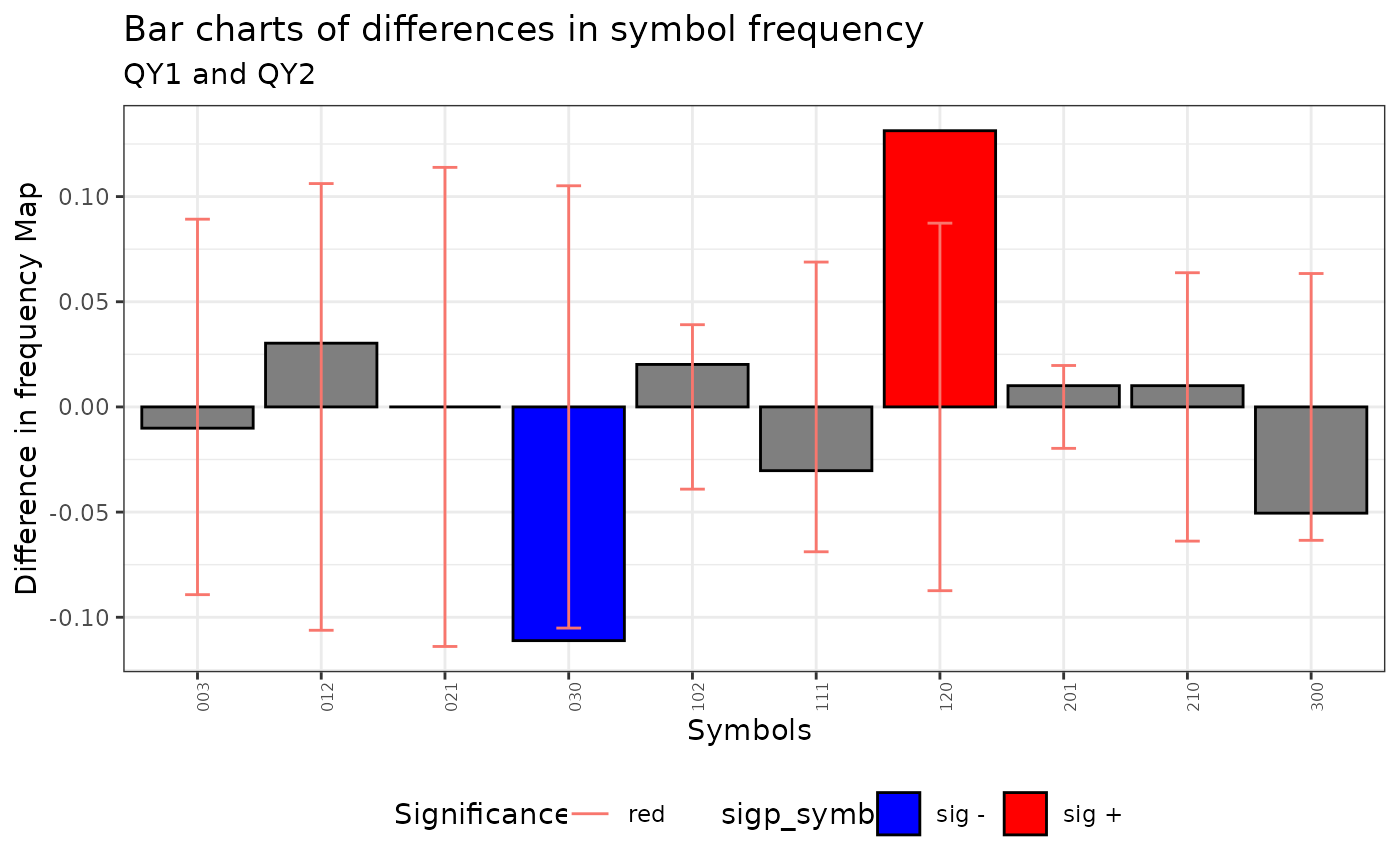 Bar charts of differences in symbol frequency
QY1 and QY2
Difference in frequency Map
0.10
0.05
0.00
-0.05
-0.10
003 012 021 030 102 111 120 201 210 300
Symbols
Significance red sigp_symb sig - sig +